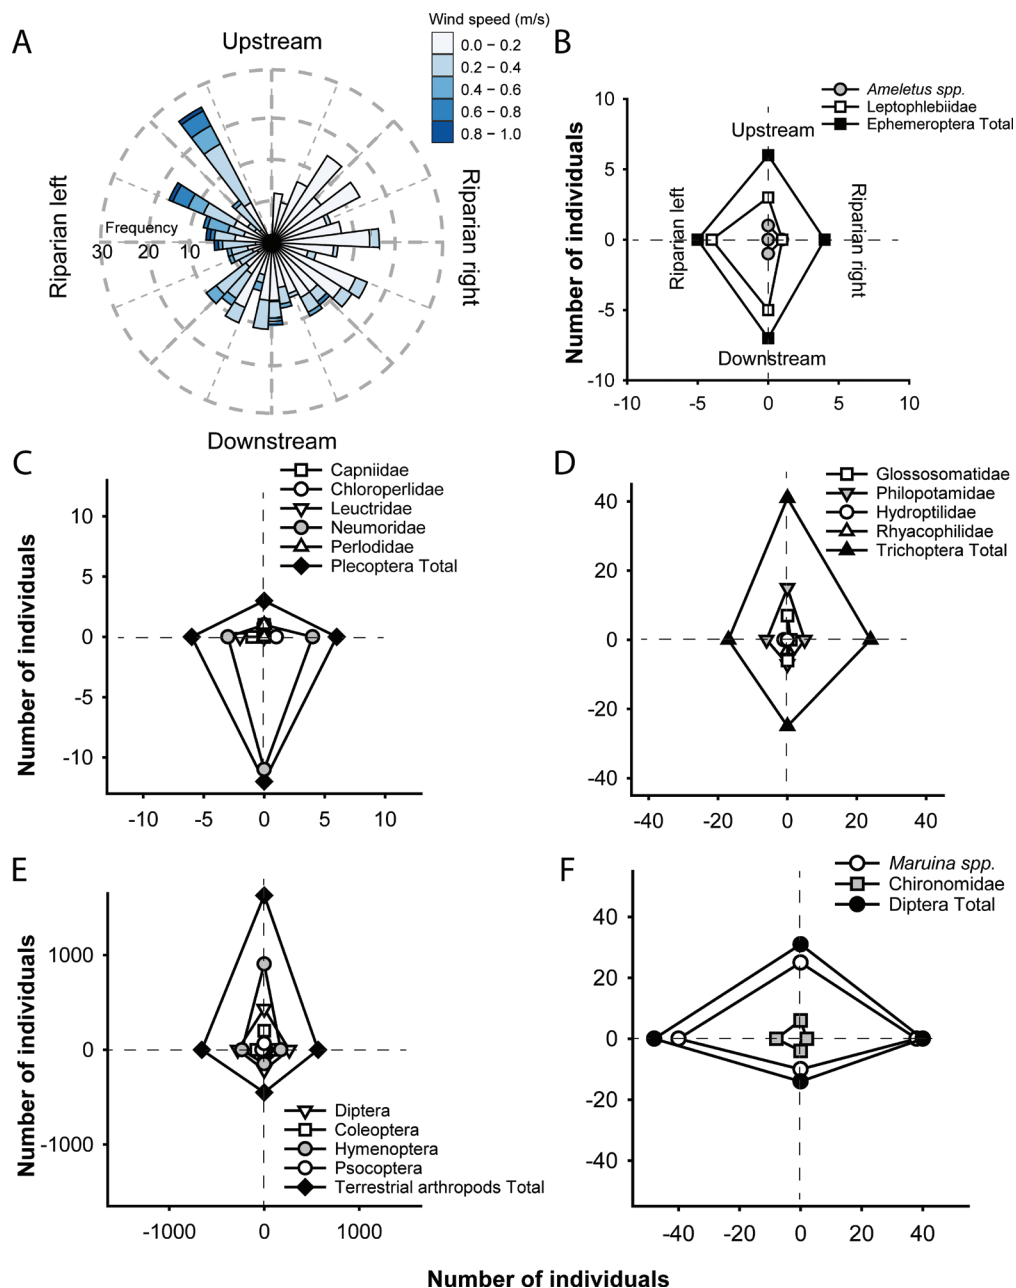 A
Upstream
Wind speed (m/s)
0.0 – 0.2
0.2 – 0.4
0.4 – 0.6
0.6 – 0.8
0.8 – 1.0
Riparian left
Frequency
30 20 10
Riparian right
Downstream
B
Ameletus spp.
Leptophlebiidae
Ephemeroptera Total
Number of individuals
10
5
0
-5
-10
Upstream
Riparian left
Riparian right
Downstream
-10 -5 0 5 10
C
Capniidae
Chloroperlidae
Leuctridae
Neumoridae
Perlodidae
Plecoptera Total
Number of individuals
10
5
0
-5
-10
-10 -5 0 5 10
D
Glossosomatidae
Philopotamidae
Hydroptilidae
Rhyacophilidae
Trichoptera Total
40
20
0
-20
-40
-40 -20 0 20 40
E
Number of individuals
1000
0
-1000
Diptera
Coleoptera
Hymenoptera
Psocoptera
Terrestrial arthropods Total
-1000 0 1000
F
Maruina spp.
Chironomidae
Diptera Total
40
20
0
-20
-40
-40 -20 0 20 40
Number of individuals